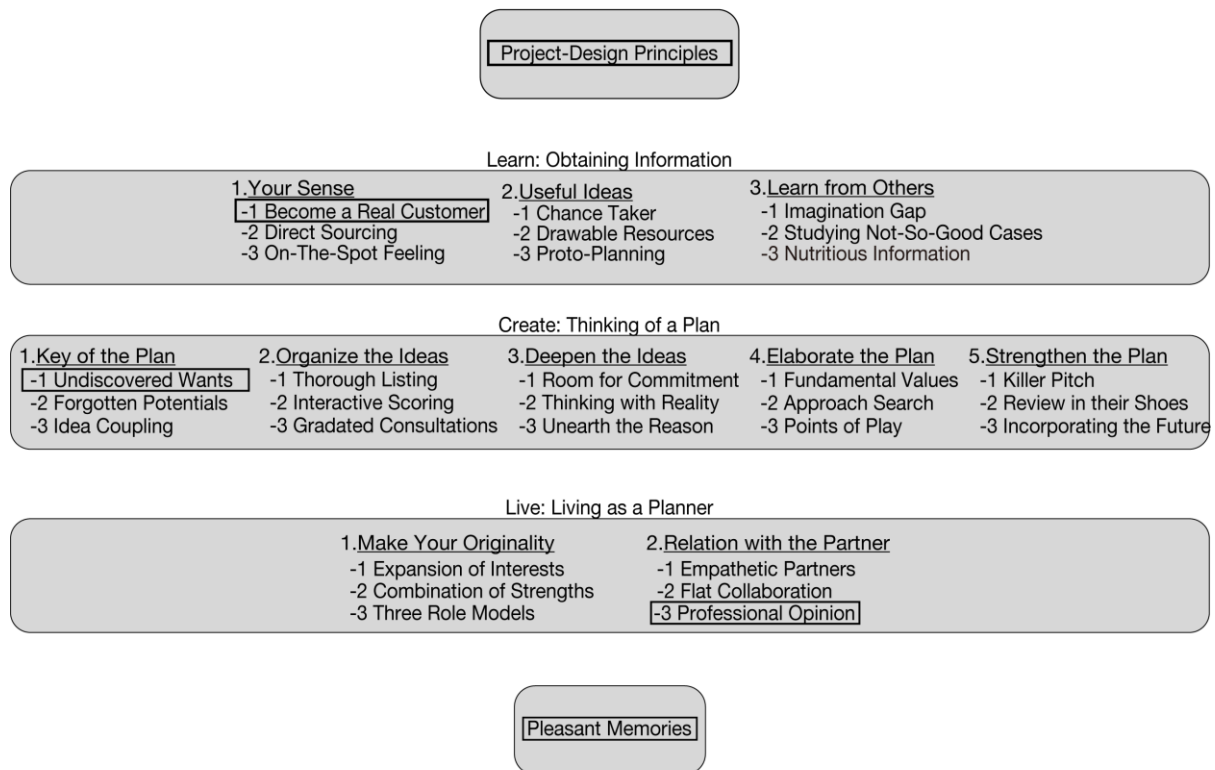 Project-Design Principles
Learn: Obtaining Information
1.Your Sense
-1 Become a Real Customer
-2 Direct Sourcing
-3 On-The-Spot Feeling
2.Useful Ideas
-1 Chance Taker
-2 Drawable Resources
-3 Proto-Planning
3.Learn from Others
-1 Imagination Gap
-2 Studying Not-So-Good Cases
-3 Nutritious Information
Create: Thinking of a Plan
1.Key of the Plan
-1 Undiscovered Wants
-2 Forgotten Potentials
-3 Idea Coupling
2.Organize the Ideas
-1 Thorough Listing
-2 Interactive Scoring
-3 Gradated Consultations
3.Deepen the Ideas
-1 Room for Commitment
-2 Thinking with Reality
-3 Unearth the Reason
4.Elaborate the Plan
-1 Fundamental Values
-2 Approach Search
-3 Points of Play
5.Strengthen the Plan
-1 Killer Pitch
-2 Review in their Shoes
-3 Incorporating the Future
Live: Living as a Planner
1.Make Your Originality
-1 Expansion of Interests
-2 Combination of Strengths
-3 Three Role Models
2.Relation with the Partner
-1 Empathetic Partners
-2 Flat Collaboration
-3 Professional Opinion
Pleasant Memories